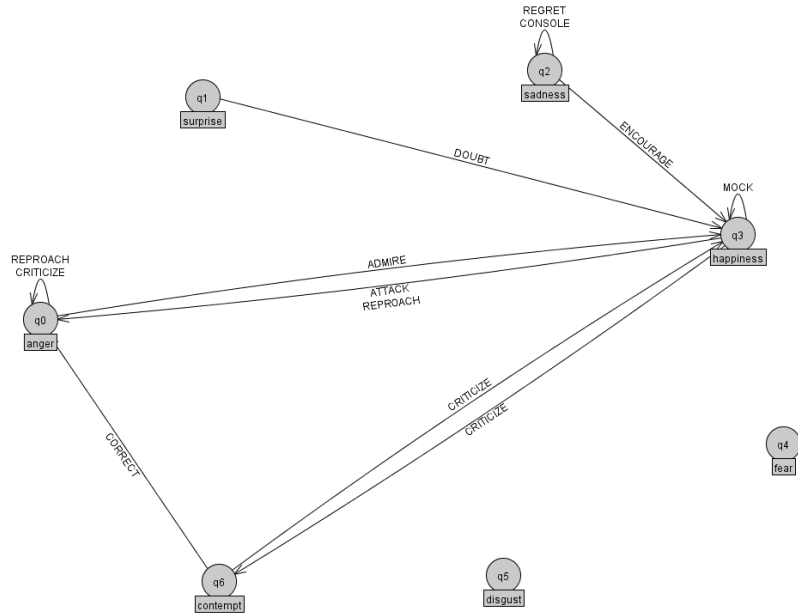 REGRET
CONSOLE
q2
sadness
q1
surprise
ENCOURAGE
DOUBT
MOCK
q3
happiness
REPROACH
CRITICIZE
ADMIRE
ATTACK
REPROACH
q0
anger
CRITICIZE
CRITICIZE
CORRECT
q4
fear
q6
contempt
q5
disgust